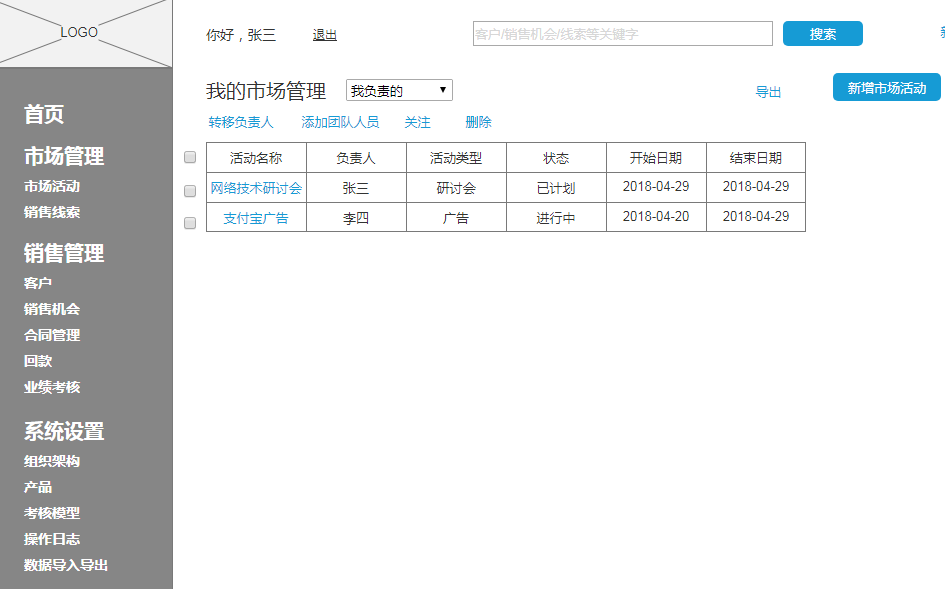 LOGO
你好，张三 退出 客户/销售机会/线索等关键字 搜索
首页
市场管理
市场活动
销售线索
销售管理
客户
销售机会
合同管理
回款
业绩考核
系统设置
组织架构
产品
考核模型
操作日志
数据导入导出
我的市场管理 我负责的 导出 新增市场活动
转移负责人 添加团队人员 关注 删除
活动名称 负责人 活动类型 状态 开始日期 结束日期
网络技术研讨会 张三 研讨会 已计划 2018-04-29 2018-04-29
支付宝广告 李四 广告 进行中 2018-04-20 2018-04-29